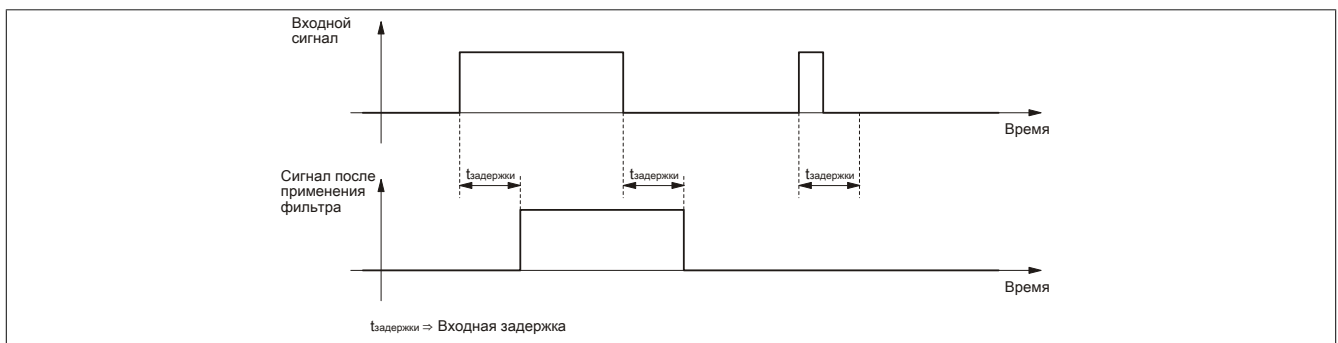 Входной
сигнал
Время
Сигнал после
применения
фильтра
tзадержки
tзадержки
tзадержки
Время
tзадержки ⇒ Входная задержка